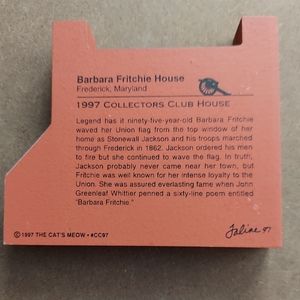 Barbara Fritchie House
Frederick, Maryland
1997 COLLECTORS CLUB HOUSE
Legend has it ninety-five-year-old Barbara Fritchie
waved her Union flag from the top window of her
home as Stonewall Jackson and his troops marched
through Frederick in 1862. Jackson ordered his men
to fire but she continued to wave the flag. In truth,
Jackson probably never came near her town, but
Fritchie was well known for her intense loyalty to the
Union. She was assured everlasting fame when John
Greenleaf Whittier penned a sixty-line poem entitled
"Barbara Fritchie."
© 1997 THE CAT'S MEOW • #CC97
Faline 97